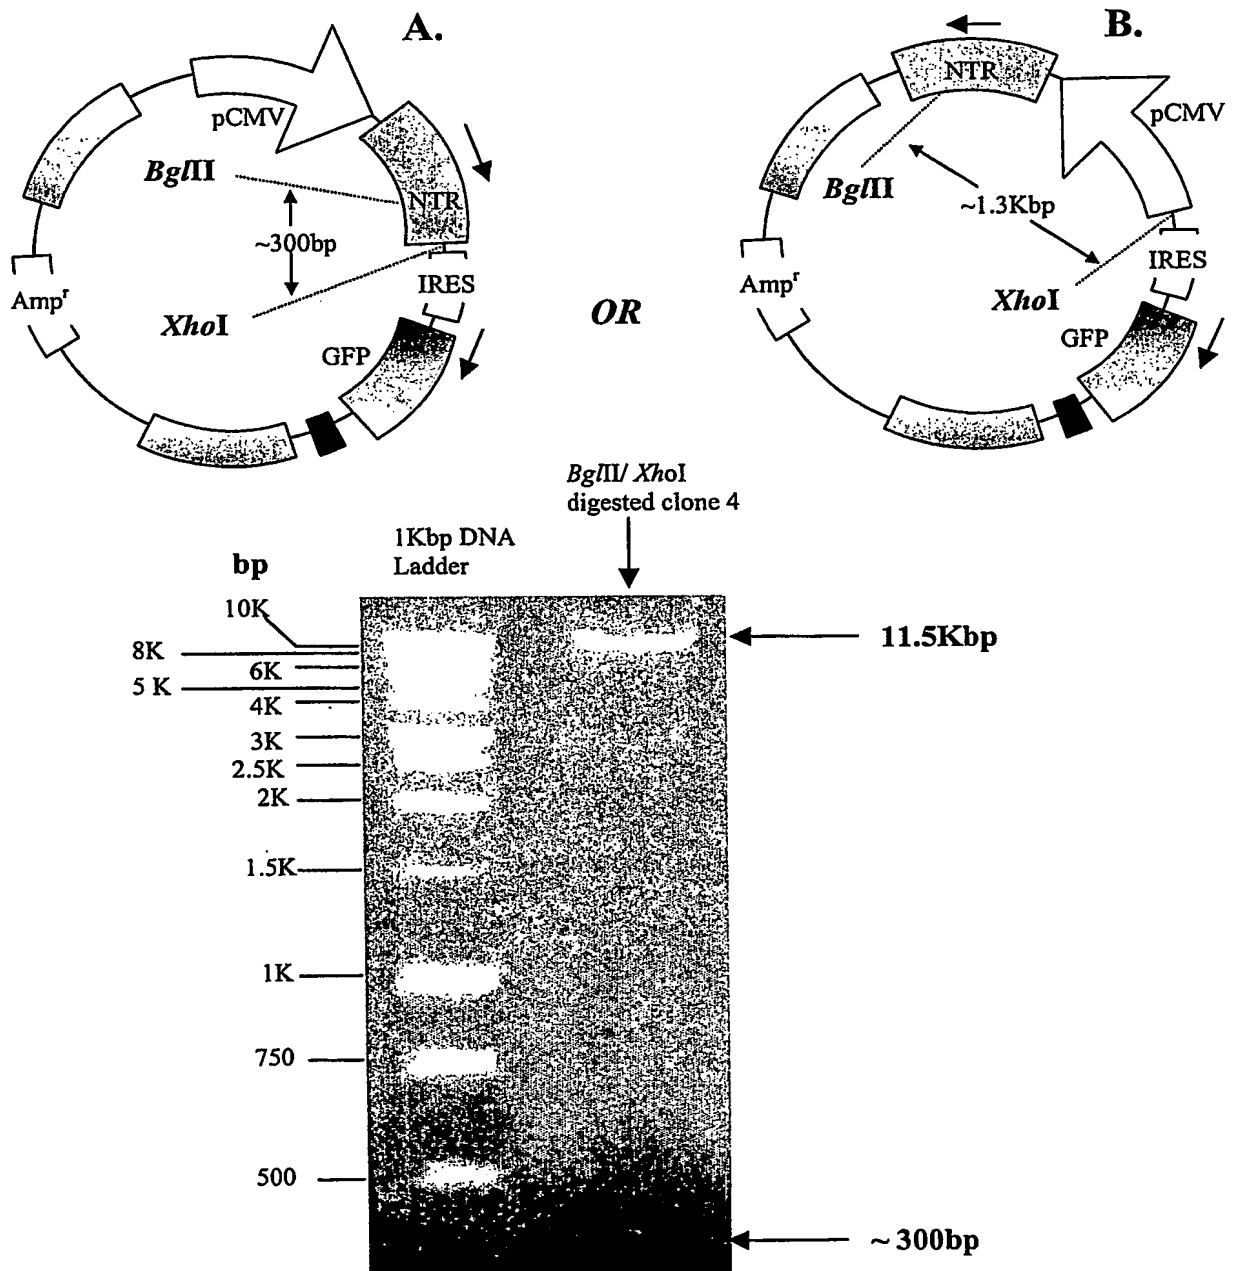 A.
pCMV
BglII
NTR
~300bp
IRES
XhoI
GFP
Ampʳ
OR
B.
NTR
pCMV
BglII
~1.3Kbp
IRES
XhoI
GFP
Ampʳ
BglII/ XhoI
digested clone 4
1Kbp DNA
Ladder
bp
10K
8K
6K
5 K
4K
3K
2.5K
2K
1.5K
1K
750
500
11.5Kbp
~ 300bp